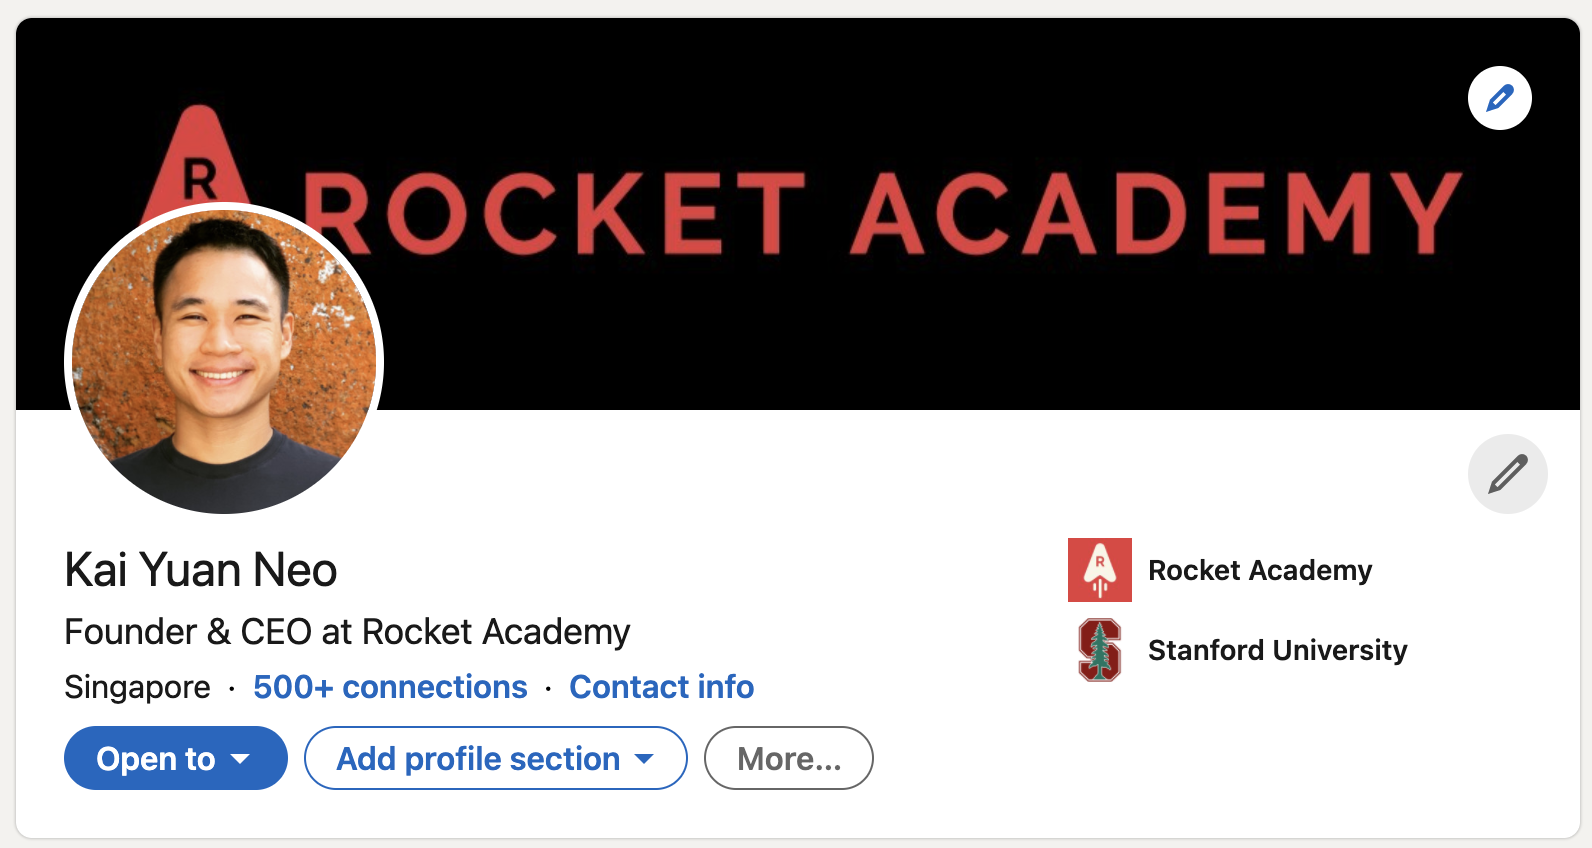 R
ROCKET ACADEMY
Kai Yuan Neo
Founder & CEO at Rocket Academy
Singapore · 500+ connections · Contact info
Open to
Add profile section
More...
R
Rocket Academy
S
Stanford University